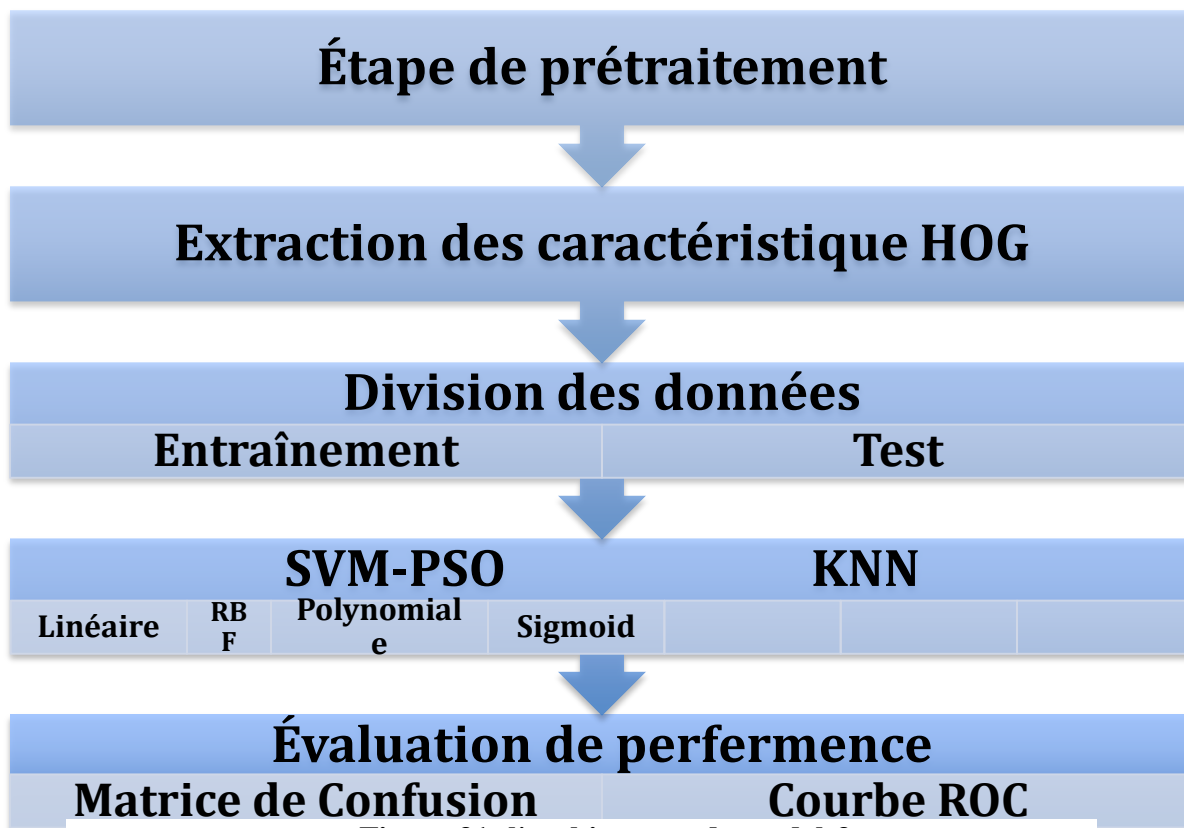 Étape de prétraitement
Extraction des caractéristique HOG
Division des données
Entraînement Test
SVM-PSO KNN
Linéaire RB
F Polynomial
e Sigmoid
Évaluation de perfermence
Matrice de Confusion Courbe ROC